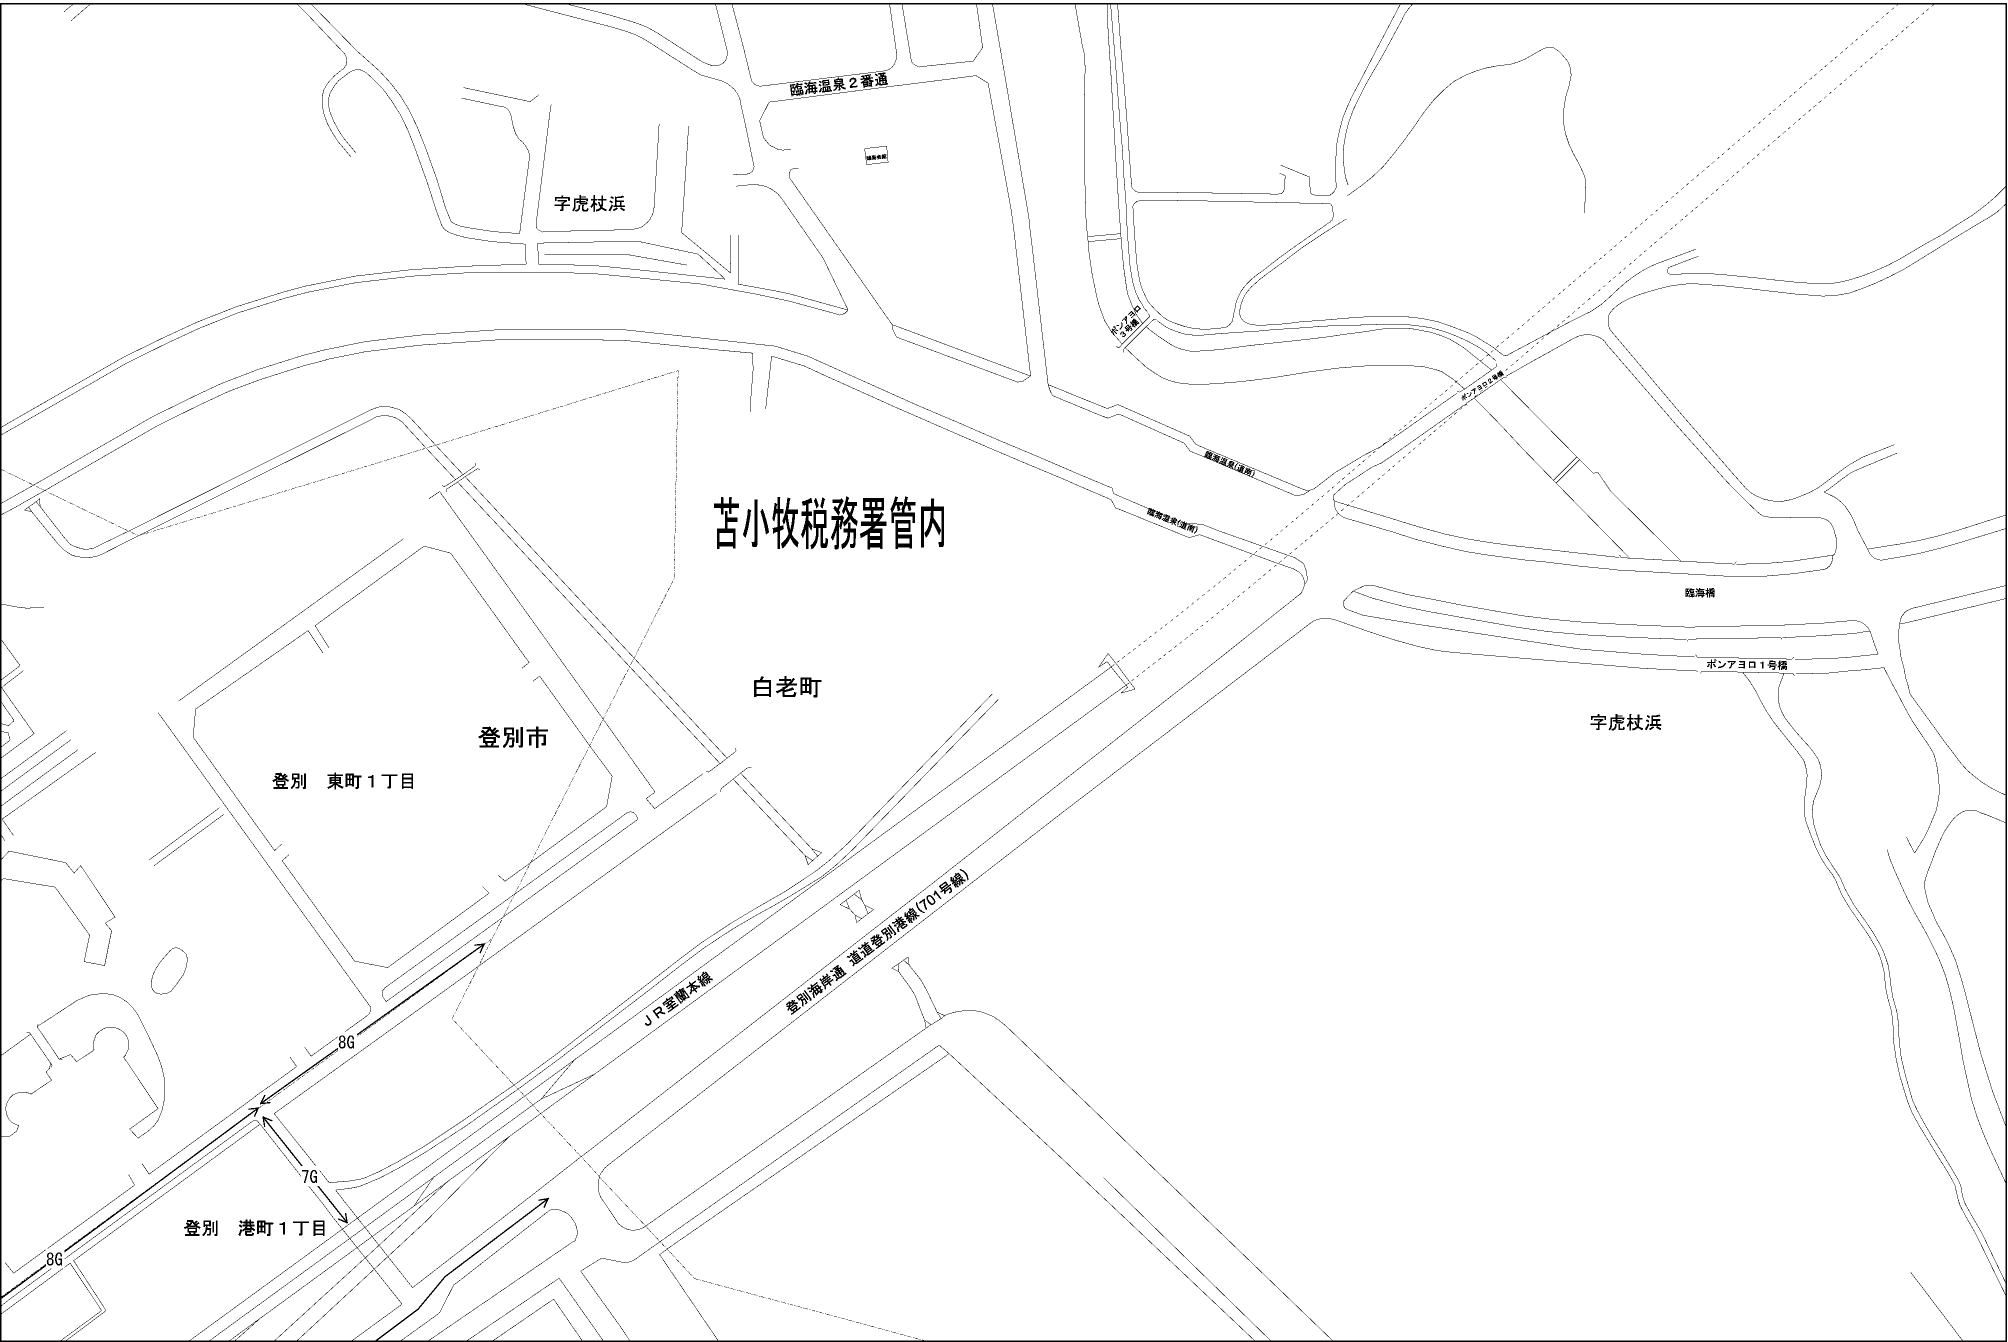 臨海温泉２番通
臨海会館
字虎杖浜
ポンアヨロ
３号橋
ポンアヨロ２号橋
臨海温泉(道南)
臨海温泉(道南)
苫小牧税務署管内
臨海橋
ポンアヨロ１号橋
白老町
字虎杖浜
登別市
登別　東町１丁目
登別海岸通 道道登別港線(701号線)
ＪＲ室蘭本線
8G
7G
登別　港町１丁目
8G